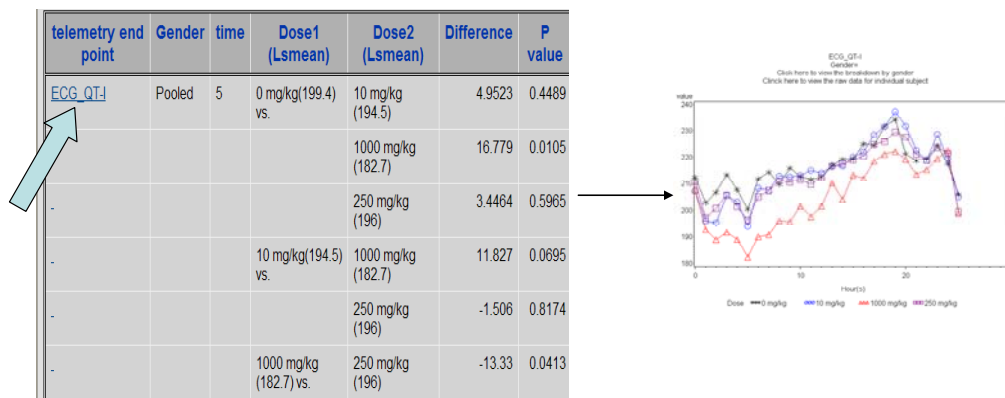 telemetry end point Gender time Dose1 (Lsmean) Dose2 (Lsmean) Difference P value
ECG_QT-I Pooled 5 0 mg/kg(199.4) vs. 10 mg/kg (194.5) 4.9523 0.4489
1000 mg/kg (182.7) 16.779 0.0105
- 250 mg/kg (196) 3.4464 0.5965
- 10 mg/kg(194.5) vs. 1000 mg/kg (182.7) 11.827 0.0695
- 250 mg/kg (196) -1.506 0.8174
- 1000 mg/kg (182.7) vs. 250 mg/kg (196) -13.33 0.0413
ECG_QT-I
Gender=
Click here to view the breakdown by gender
Click here to view the raw data for individual subject
value
240
230
220
210
200
190
180
0 10 20
Hour(s)
Dose 0 mg/kg 10 mg/kg 1000 mg/kg 250 mg/kg